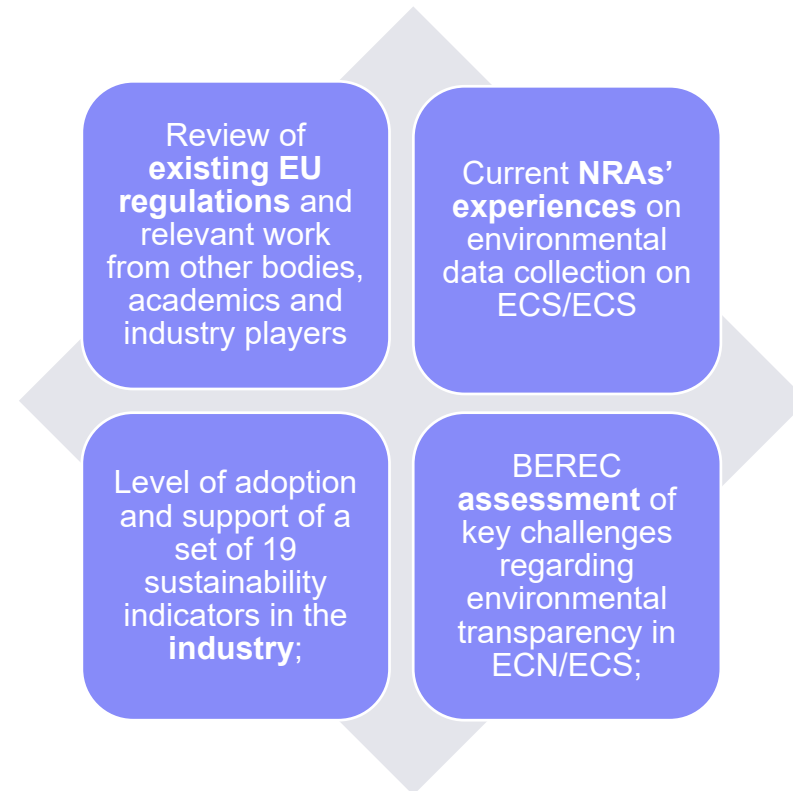 Review of
existing EU
regulations and
relevant work
from other bodies,
academics and
industry players
Current NRAs’
experiences on
environmental
data collection on
ECS/ECS
Level of adoption
and support of a
set of 19
sustainability
indicators in the
industry;
BEREC
assessment of
key challenges
regarding
environmental
transparency in
ECN/ECS;